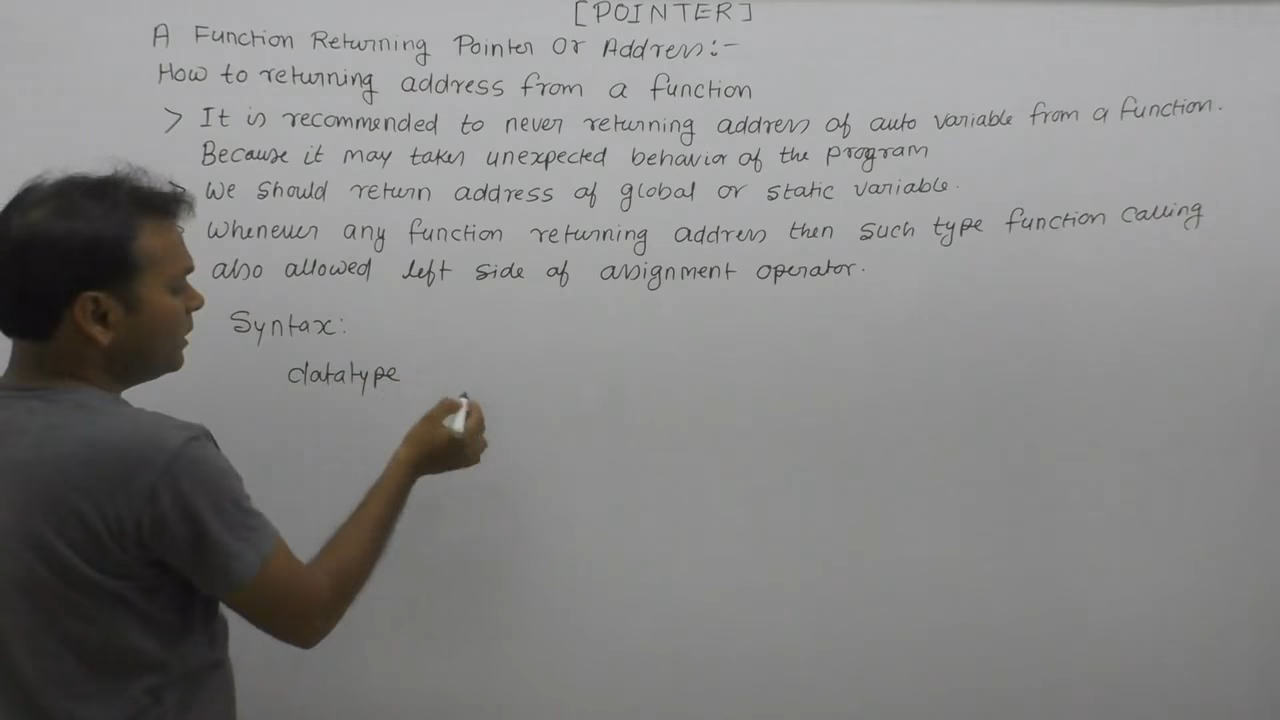 [POINTER]
A Function Returning Pointer Or Address:-
How to returning address from a function
> It is recommended to never returning address of auto variable from a function.
Because it may taken unexpected behavior of the program
> We should return address of global or static variable.
Whenever any function returning address then such type function calling
also allowed left side of assignment operator.
Syntax:
datatype